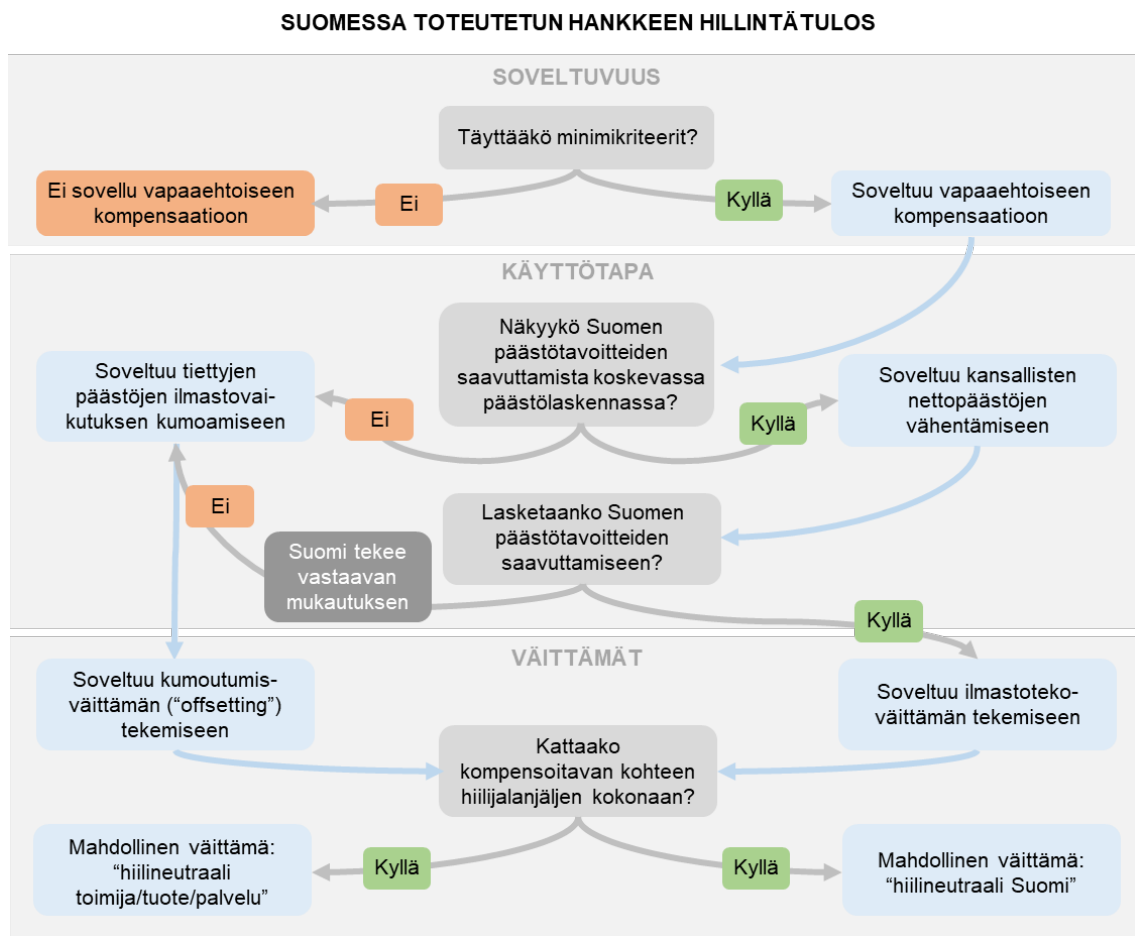 SUOMESSA TOTEUTETUN HANKKEEN HILLINTÄTULOS
SOVELTUVUUS
Täyttääkö minimikriteerit?
Ei sovellu vapaaehtoiseen
kompensaatioon
Ei
Kyllä
Soveltuu vapaaehtoiseen
kompensaatioon
KÄYTTÖTAPA
Näkyykö Suomen
päästötavoitteiden
saavuttamista koskevassa
päästölaskennassa?
Soveltuu tiettyjen
päästöjen ilmastovai-
kutuksen kumoamiseen
Ei
Kyllä
Soveltuu kansallisten
nettopäästöjen
vähentämiseen
Ei
Suomi tekee
vastaavan
mukautuksen
Lasketaanko Suomen
päästötavoitteiden
saavuttamiseen?
Kyllä
VÄITTÄMÄT
Soveltuu kumoutumis-
väittämän (“offsetting”)
tekemiseen
Soveltuu ilmastoteko-
väittämän tekemiseen
Kattaako
kompensoitavan kohteen
hiilijalanjäljen kokonaan?
Mahdollinen väittämä:
“hiilineutraali
toimija/tuote/palvelu”
Kyllä
Kyllä
Mahdollinen väittämä:
“hiilineutraali Suomi”